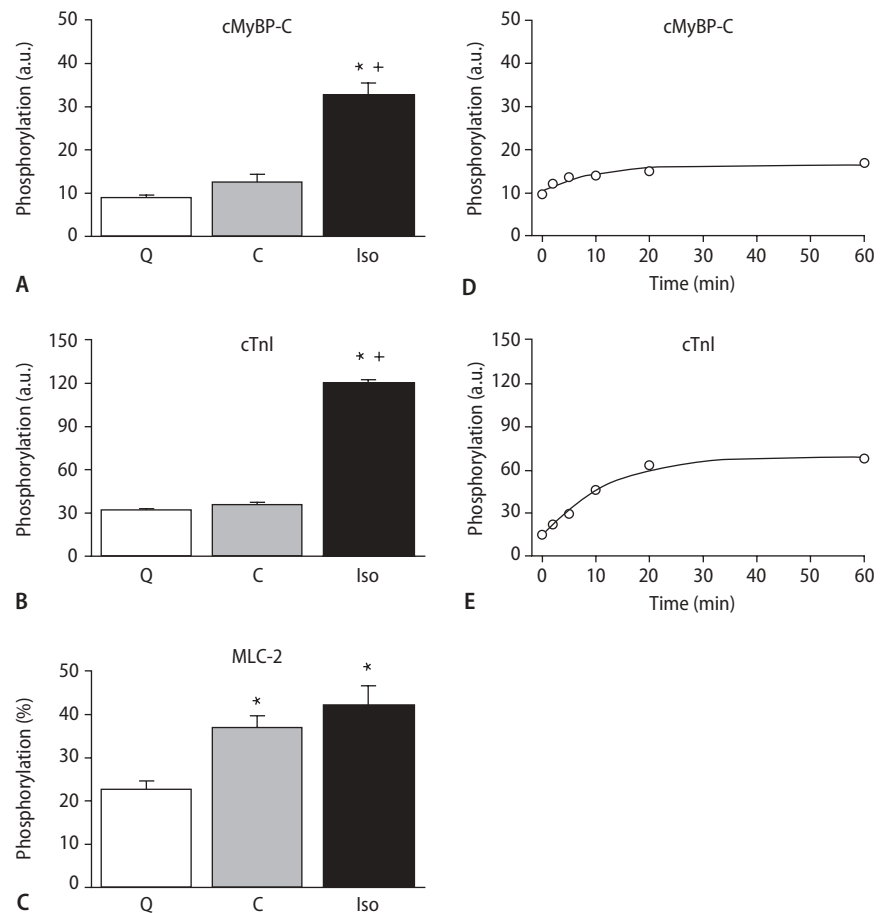 cMyBP-C
Phosphorylation (a.u.)
50
40
30
20
10
0
* +
Q C Iso
A
cMyBP-C
Phosphorylation (a.u.)
50
40
30
20
10
0
0 10 20 30 40 50 60
Time (min)
D
cTnI
Phosphorylation (a.u.)
150
120
90
60
30
0
* +
Q C Iso
B
cTnI
Phosphorylation (a.u.)
150
120
90
60
30
0
0 10 20 30 40 50 60
Time (min)
E
MLC-2
Phosphorylation (%)
50
40
30
20
10
0
*
*
Q C Iso
C